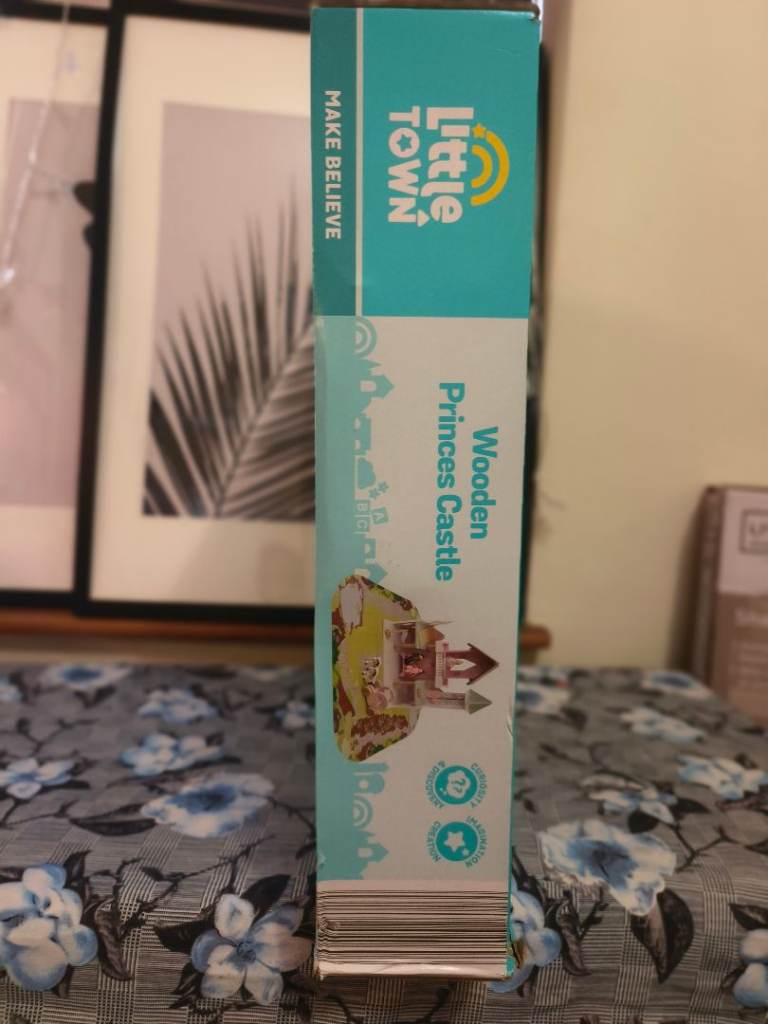 Little
TOWN
MAKE BELIEVE
Wooden
Princes Castle
A
B C
CURIOSITY
& DISCOVERY
IMAGINATION
CREATION